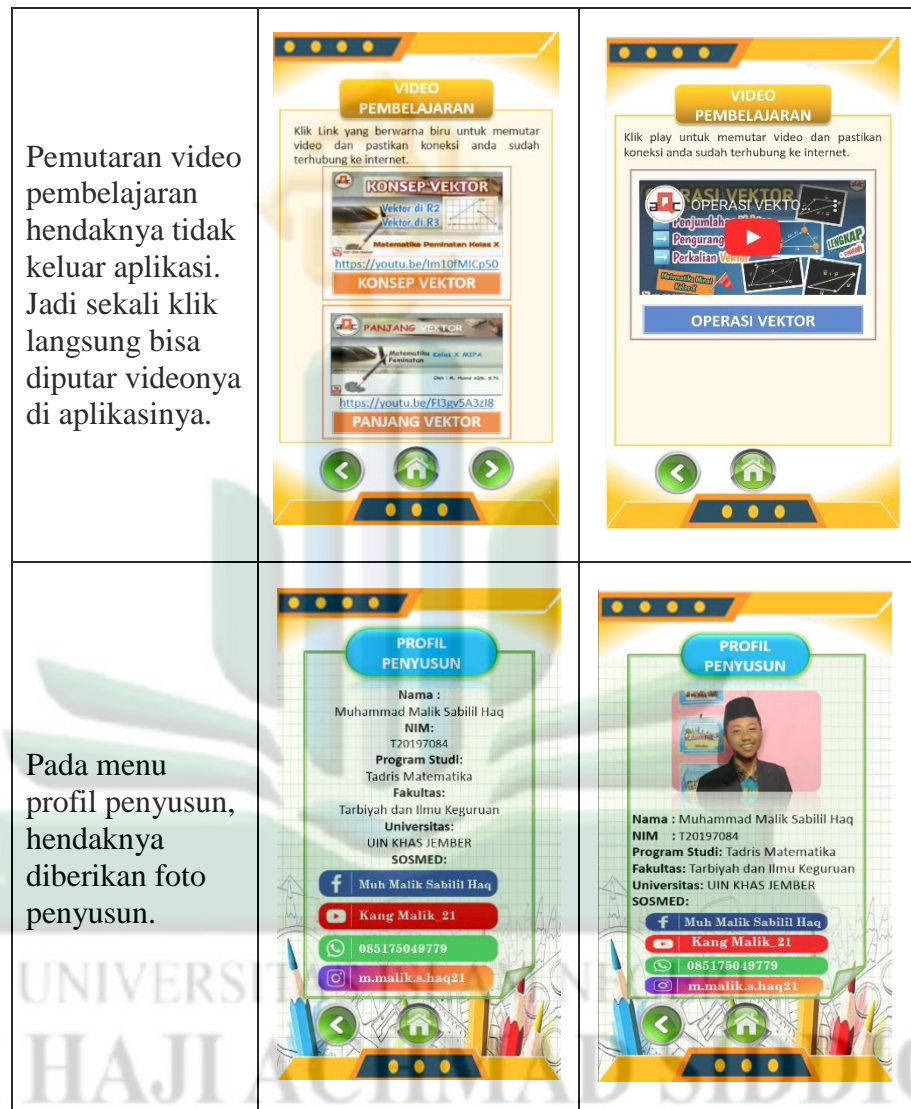 Pemutaran video
pembelajaran
hendaknya tidak
keluar aplikasi.
Jadi sekali klik
langsung bisa
diputar videonya
di aplikasinya.
VIDEO
PEMBELAJARAN
Klik Link yang berwarna biru untuk memutar
video dan pastikan koneksi anda sudah
terhubung ke internet.
KONSEP VEKTOR
Vektor di R2
Vektor di R3
Matematika Peminatan Kelas X
https://youtu.be/Im10fMICp50
KONSEP VEKTOR
PANJANG VEKTOR
Matematika Kelas X MIPA
Peminatan
https://youtu.be/FI3gv5A3zI8
PANJANG VEKTOR
VIDEO
PEMBELAJARAN
Klik play untuk memutar video dan pastikan
koneksi anda sudah terhubung ke internet.
OPERASI VEKTO...
Penjumlahan
Pengurang
Perkalian Vektor
LENGKAP
Matematika Minat
Kelas X
OPERASI VEKTOR
Pada menu
profil penyusun,
hendaknya
diberikan foto
penyusun.
PROFIL
PENYUSUN
Nama :
Muhammad Malik Sabilil Haq
NIM:
T20197084
Program Studi:
Tadris Matematika
Fakultas:
Tarbiyah dan Ilmu Keguruan
Universitas:
UIN KHAS JEMBER
SOSMED:
Muh Malik Sabilil Haq
Kang Malik_21
085175049779
m.malik.s.haq21
PROFIL
PENYUSUN
Nama : Muhammad Malik Sabilil Haq
NIM : T20197084
Program Studi: Tadris Matematika
Fakultas: Tarbiyah dan Ilmu Keguruan
Universitas: UIN KHAS JEMBER
SOSMED:
Muh Malik Sabilil Haq
Kang Malik_21
085175049779
m.malik.s.haq21
HAJI ACHMAD SIDDI